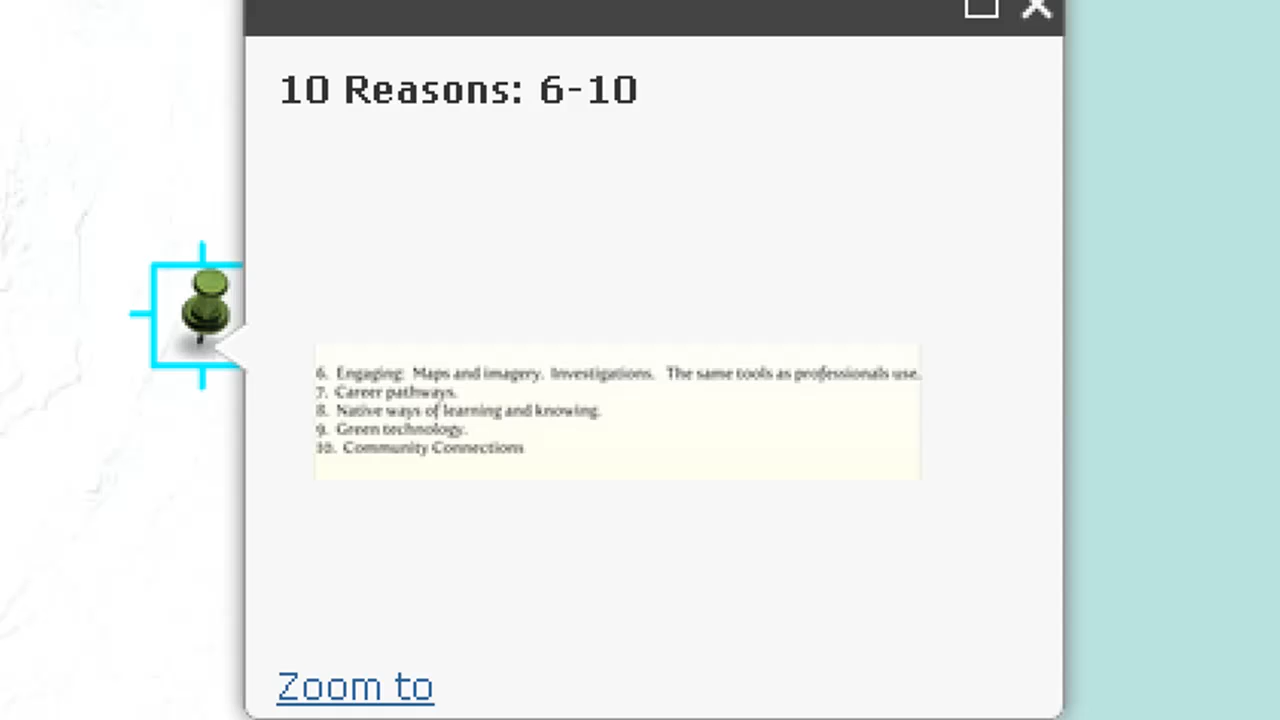 10 Reasons: 6-10
6. Engaging: Maps and imagery. Investigations. The same tools as professionals use.
7. Career pathways.
8. Native ways of learning and knowing.
9. Green technology.
10. Community Connections
Zoom to